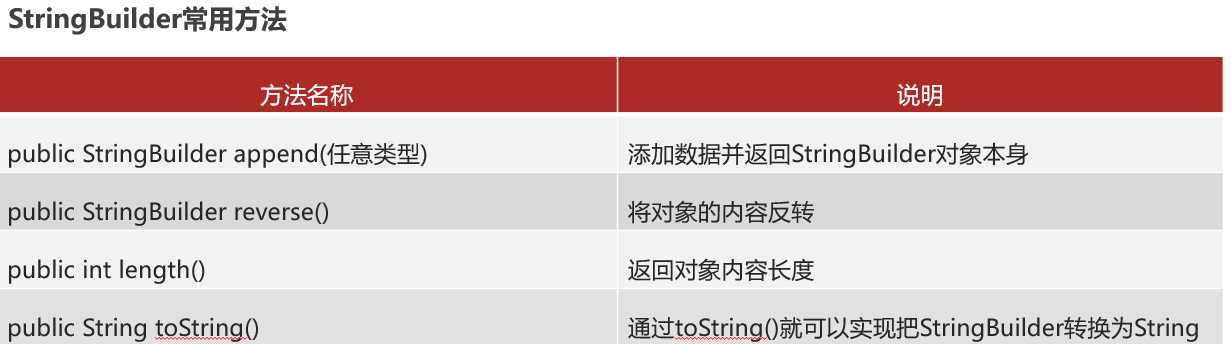 StringBuilder常用方法
方法名称 说明
public StringBuilder append(任意类型) 添加数据并返回StringBuilder对象本身
public StringBuilder reverse() 将对象的内容反转
public int length() 返回对象内容长度
public String toString() 通过toString()就可以实现把StringBuilder转换为String